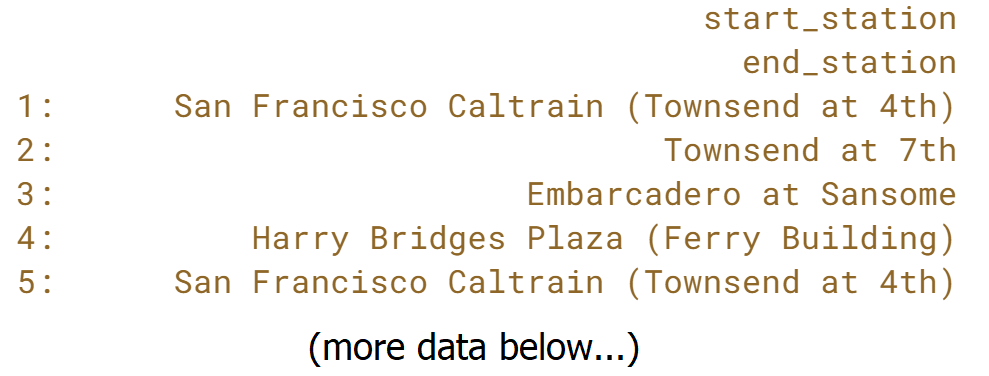 start_station
end_station
1: San Francisco Caltrain (Townsend at 4th)
2: Townsend at 7th
3: Embarcadero at Sansome
4: Harry Bridges Plaza (Ferry Building)
5: San Francisco Caltrain (Townsend at 4th)
(more data below...)